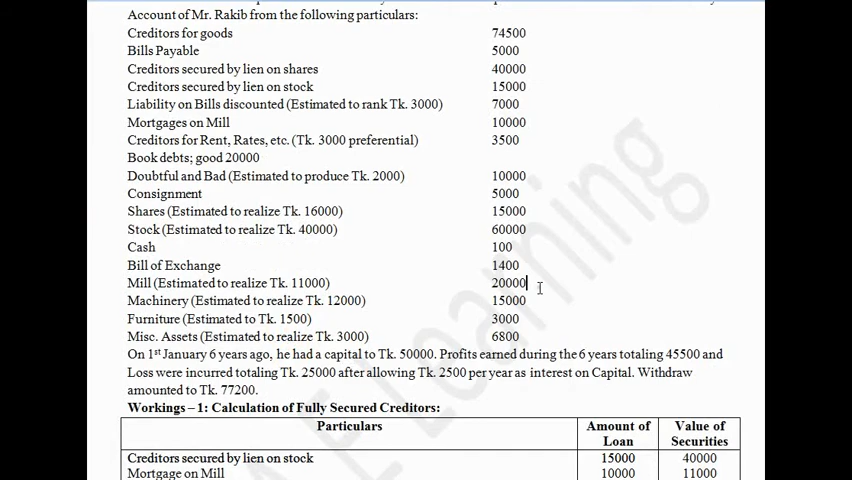 Account of Mr. Rakib from the following particulars:
Creditors for goods 74500
Bills Payable 5000
Creditors secured by lien on shares 40000
Creditors secured by lien on stock 15000
Liability on Bills discounted (Estimated to rank Tk. 3000) 7000
Mortgages on Mill 10000
Creditors for Rent, Rates, etc. (Tk. 3000 preferential) 3500
Book debts; good 20000
Doubtful and Bad (Estimated to produce Tk. 2000) 10000
Consignment 5000
Shares (Estimated to realize Tk. 16000) 15000
Stock (Estimated to realize Tk. 40000) 60000
Cash 100
Bill of Exchange 1400
Mill (Estimated to realize Tk. 11000) 20000
Machinery (Estimated to realize Tk. 12000) 15000
Furniture (Estimated to Tk. 1500) 3000
Misc. Assets (Estimated to realize Tk. 3000) 6800
On 1st January 6 years ago, he had a capital to Tk. 50000. Profits earned during the 6 years totaling 45500 and
Loss were incurred totaling Tk. 25000 after allowing Tk. 2500 per year as interest on Capital. Withdraw
amounted to Tk. 77200.
Workings – 1: Calculation of Fully Secured Creditors:
Particulars Amount of Loan Value of Securities
Creditors secured by lien on stock 15000 40000
Mortgage on Mill 10000 11000
A E Learning